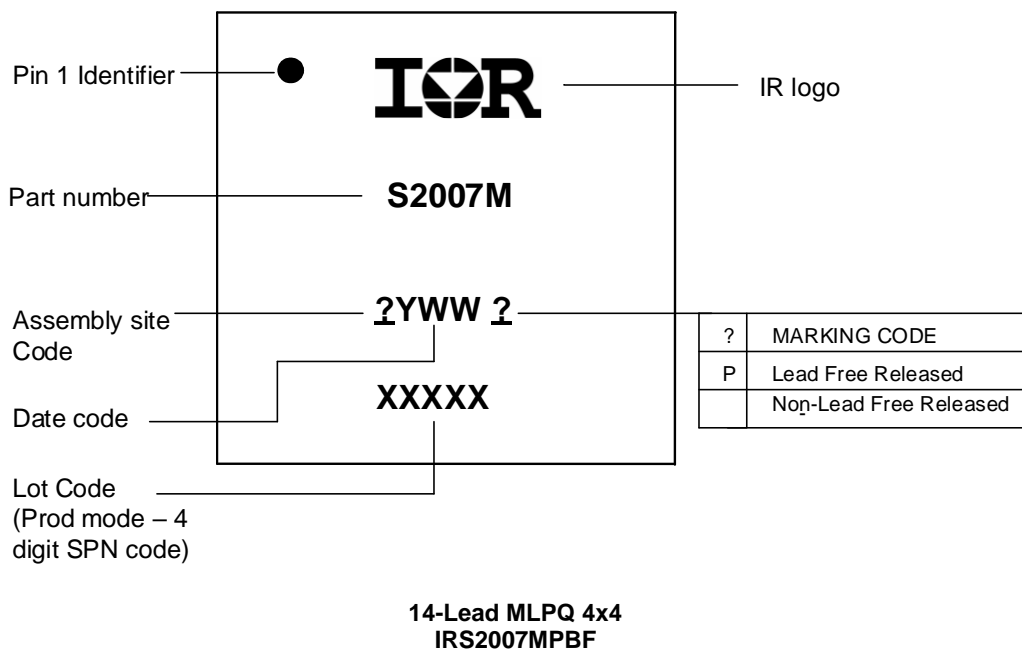 Pin 1 Identifier
IOR
IR logo
Part number
S2007M
Assembly site
Code
?YWW ?
? MARKING CODE
P Lead Free Released
Non-Lead Free Released
Date code
XXXXX
Lot Code
(Prod mode – 4
digit SPN code)
14-Lead MLPQ 4x4
IRS2007MPBF